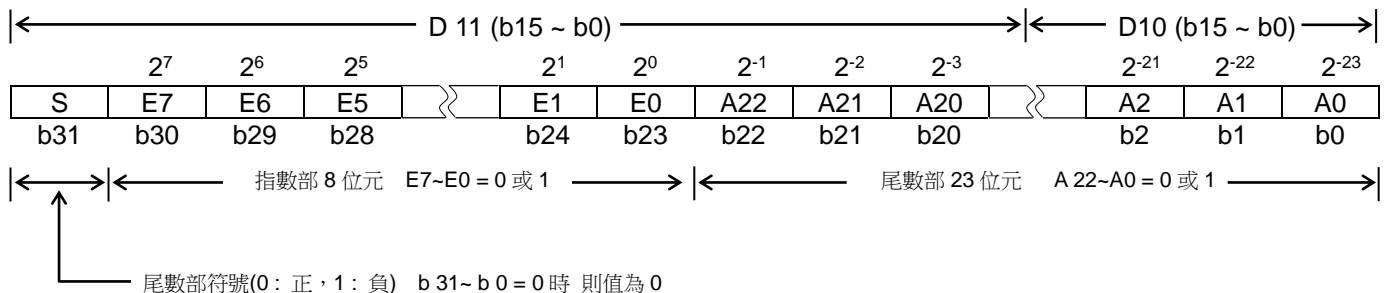 D 11 (b15 ~ b0) D10 (b15 ~ b0)
2⁷ 2⁶ 2⁵ 2¹ 2⁰ 2⁻¹ 2⁻² 2⁻³ 2⁻²¹ 2⁻²² 2⁻²³
S E7 E6 E5 E1 E0 A22 A21 A20 A2 A1 A0
b31 b30 b29 b28 b24 b23 b22 b21 b20 b2 b1 b0
指數部 8 位元 E7~E0 = 0 或 1 尾數部 23 位元 A 22~A0 = 0 或 1
尾數部符號(0 : 正,1 : 負) b 31~ b 0 = 0 時 則值為 0